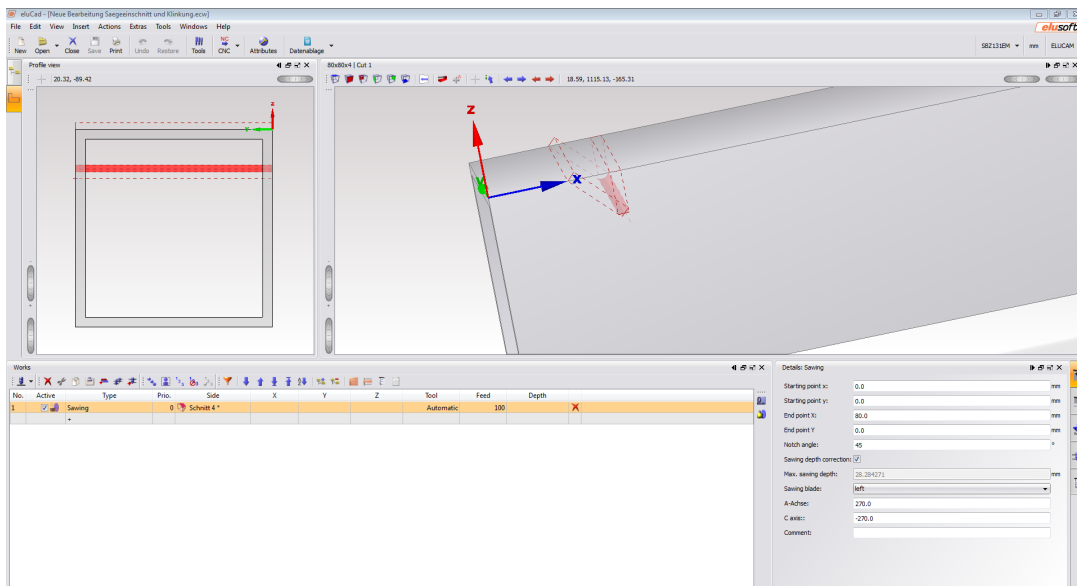 eluCad - [Neue Bearbeitung Saegeeinschnitt und Klinkung.ecw]
File Edit View Insert Actions Extras Tools Windows Help
elusoft
New Open Close Save Print Undo Restore Tools CNC Attributes Datenablage
SBZ131EM mm ELUCAM
Profile view
20.32, -89.42
80x80x4 | Cut 1
18.59, 1115.13, -165.31
Z
Y
Z
Y
X
Works
No. Active Type Prio. Side X Y Z Tool Feed Depth
1 Sawing 0 Schnitt 4 * Automatic 100
+
Details: Sawing
Starting point x: 0.0 mm
Starting point y: 0.0 mm
End point X: 80.0 mm
End point Y 0.0 mm
Notch angle: 45 °
Sawing depth correction:
Max. sawing depth: 28.284271 mm
Sawing blade: left
A-Achse: 270.0
C axis:: -270.0
Comment: